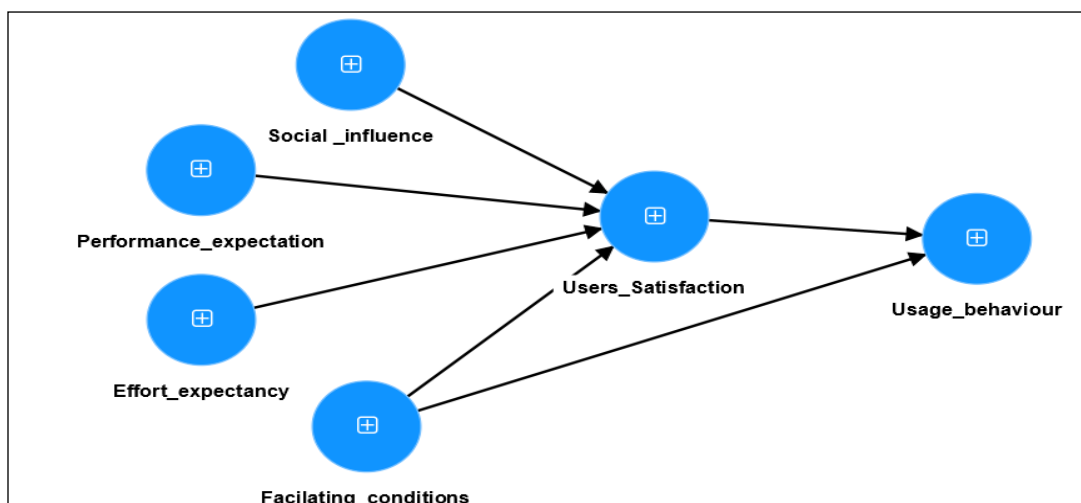 Social _influence
Performance_expectation
Users_Satisfaction
Usage_behaviour
Effort_expectancy
Facilating_conditions